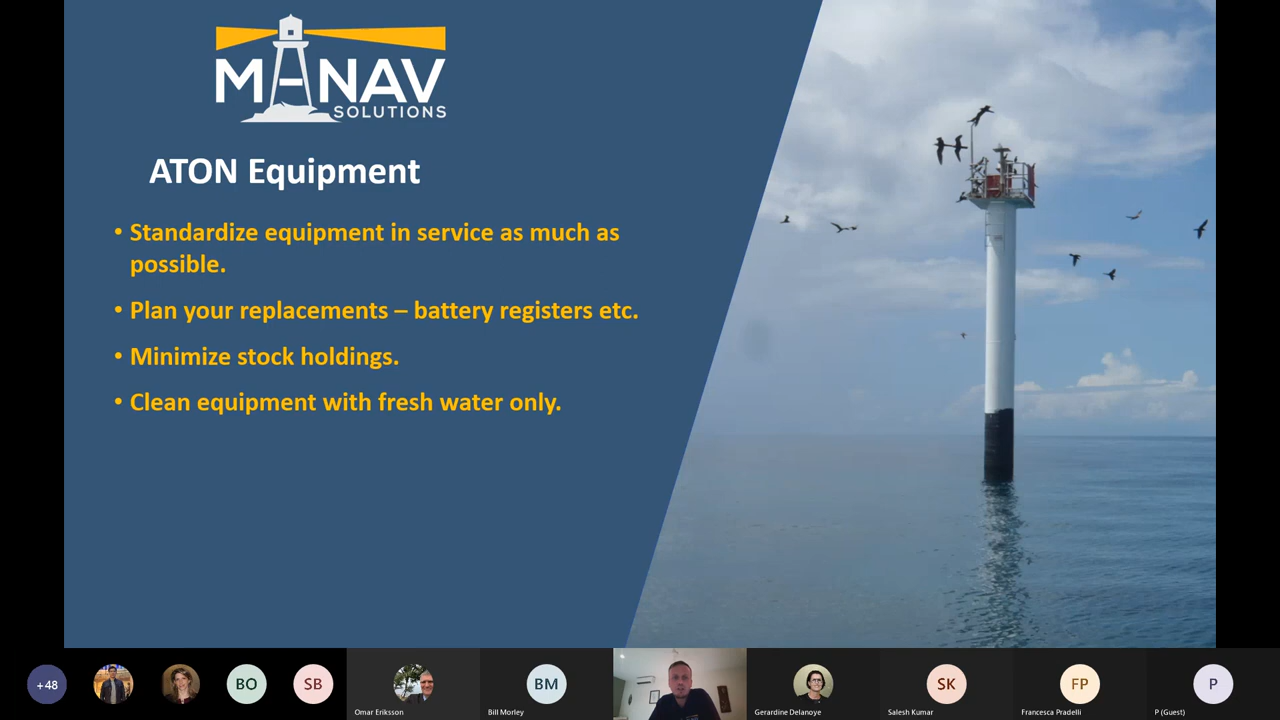 MANAV
SOLUTIONS
ATON Equipment
• Standardize equipment in service as much as
possible.
• Plan your replacements – battery registers etc.
• Minimize stock holdings.
• Clean equipment with fresh water only.
+48
BO
SB
Omar Eriksson
BM
Bill Morley
Gerardine Delanoye
SK
Salesh Kumar
FP
Francesca Pradelli
P
P (Guest)